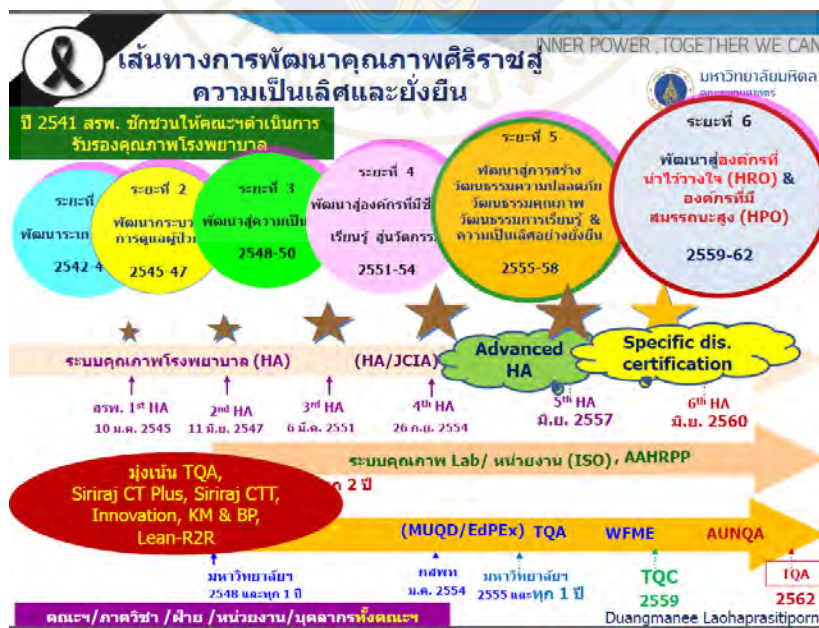 INNER POWER ,TOGETHER WE CAN
เส้นทางการพัฒนาคุณภาพศิริราชสู่
ความเป็นเลิศและยั่งยืน
มหาวิทยาลัยมหิดล
ปี 2541 สรพ. ชักชวนให้คณะฯดำเนินการ
รับรองคุณภาพโรงพยาบาล
ระยะที่
พัฒนาระบบ
2542-4
ระยะที่ 2
พัฒนากระบว
การดูแลผู้ป่วย
2545-47
ระยะที่ 3
พัฒนาสู่ความเป็น
2548-50
ระยะที่ 4
พัฒนาสู่องค์กรที่มีชี
เรียนรู้ สู่นวัตกรร
2551-54
ระยะที่ 5
พัฒนาสู่การสร้าง
วัฒนธรรมความปลอดภัย
วัฒนธรรมคุณภาพ
วัฒนธรรมการเรียนรู้ &
ความเป็นเลิศอย่างยั่งยืน
2555-58
ระยะที่ 6
พัฒนาสู่องค์กรที่
น่าไว้วางใจ (HRO) &
องค์กรที่มี
สมรรถนะสูง (HPO)
2559-62
ระบบคุณภาพโรงพยาบาล (HA)
(HA/JCIA)
Advanced
HA
Specific dis.
certification
สรพ. 1st HA
10 ม.ค. 2545
2nd HA
11 มิ.ย. 2547
3rd HA
6 มี.ค. 2551
4th HA
26 ก.ย. 2554
5th HA
มิ.ย. 2557
6th HA
มิ.ย. 2560
ระบบคุณภาพ Lab/ หน่วยงาน (ISO), AAHRPP
2 ปี
มุ่งเน้น TQA,
Siriraj CT Plus, Siriraj CTT,
Innovation, KM & BP,
Lean-R2R
(MUQD/EdPEx) TQA WFME AUNQA
มหาวิทยาลัยฯ
2548 และทุก 1 ปี
กสพท
ม.ค. 2554
มหาวิทยาลัยฯ
2555 และทุก 1 ปี
TQC
2559
TQA
2562
คณะฯ/ภาควิชา /ฝ่าย /หน่วยงาน/บุคลากรทั้งคณะฯ
Duangmanee Laohaprasitiporn